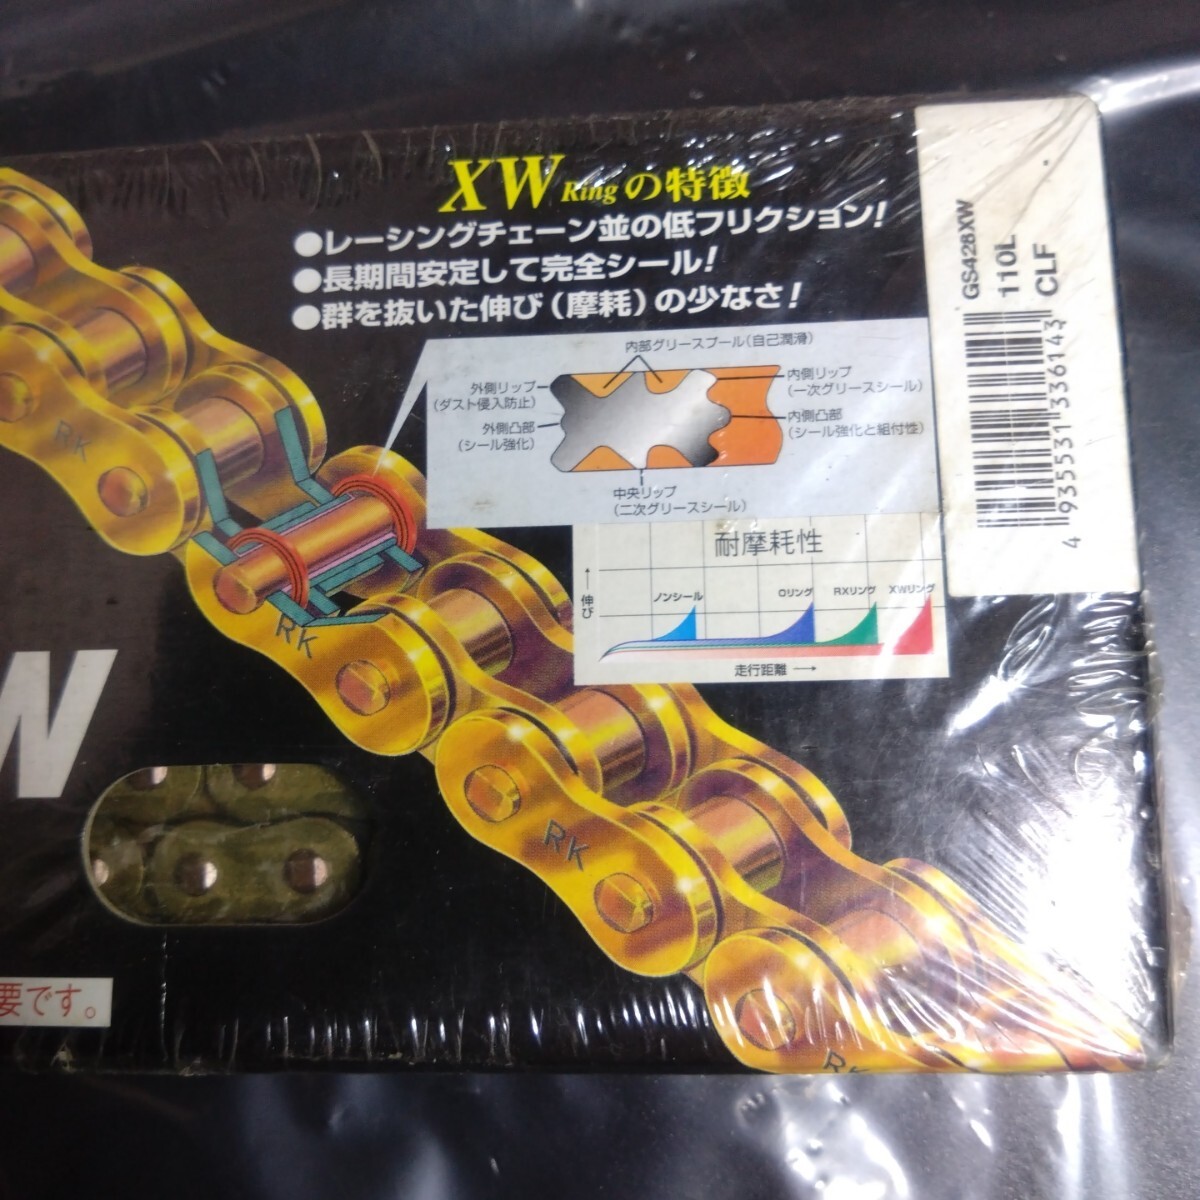 XW Ringの特徴
●レーシングチェーン並の低フリクション!
●長期間安定して完全シール!
●群を抜いた伸び(摩耗)の少なさ!
内部グリースプール(自己潤滑)
外側リップ
(ダスト侵入防止)
外側凸部
(シール強化)
内側リップ
(一次グリースシール)
内側凸部
(シール強化と組付性)
中央リップ
(二次グリースシール)
耐摩耗性
伸び
ノンシール
Oリング
RXリング
XWリング
走行距離
GS428XW
110L
CLF
4935531336143
RK
RK
RK
RK
W
要です。